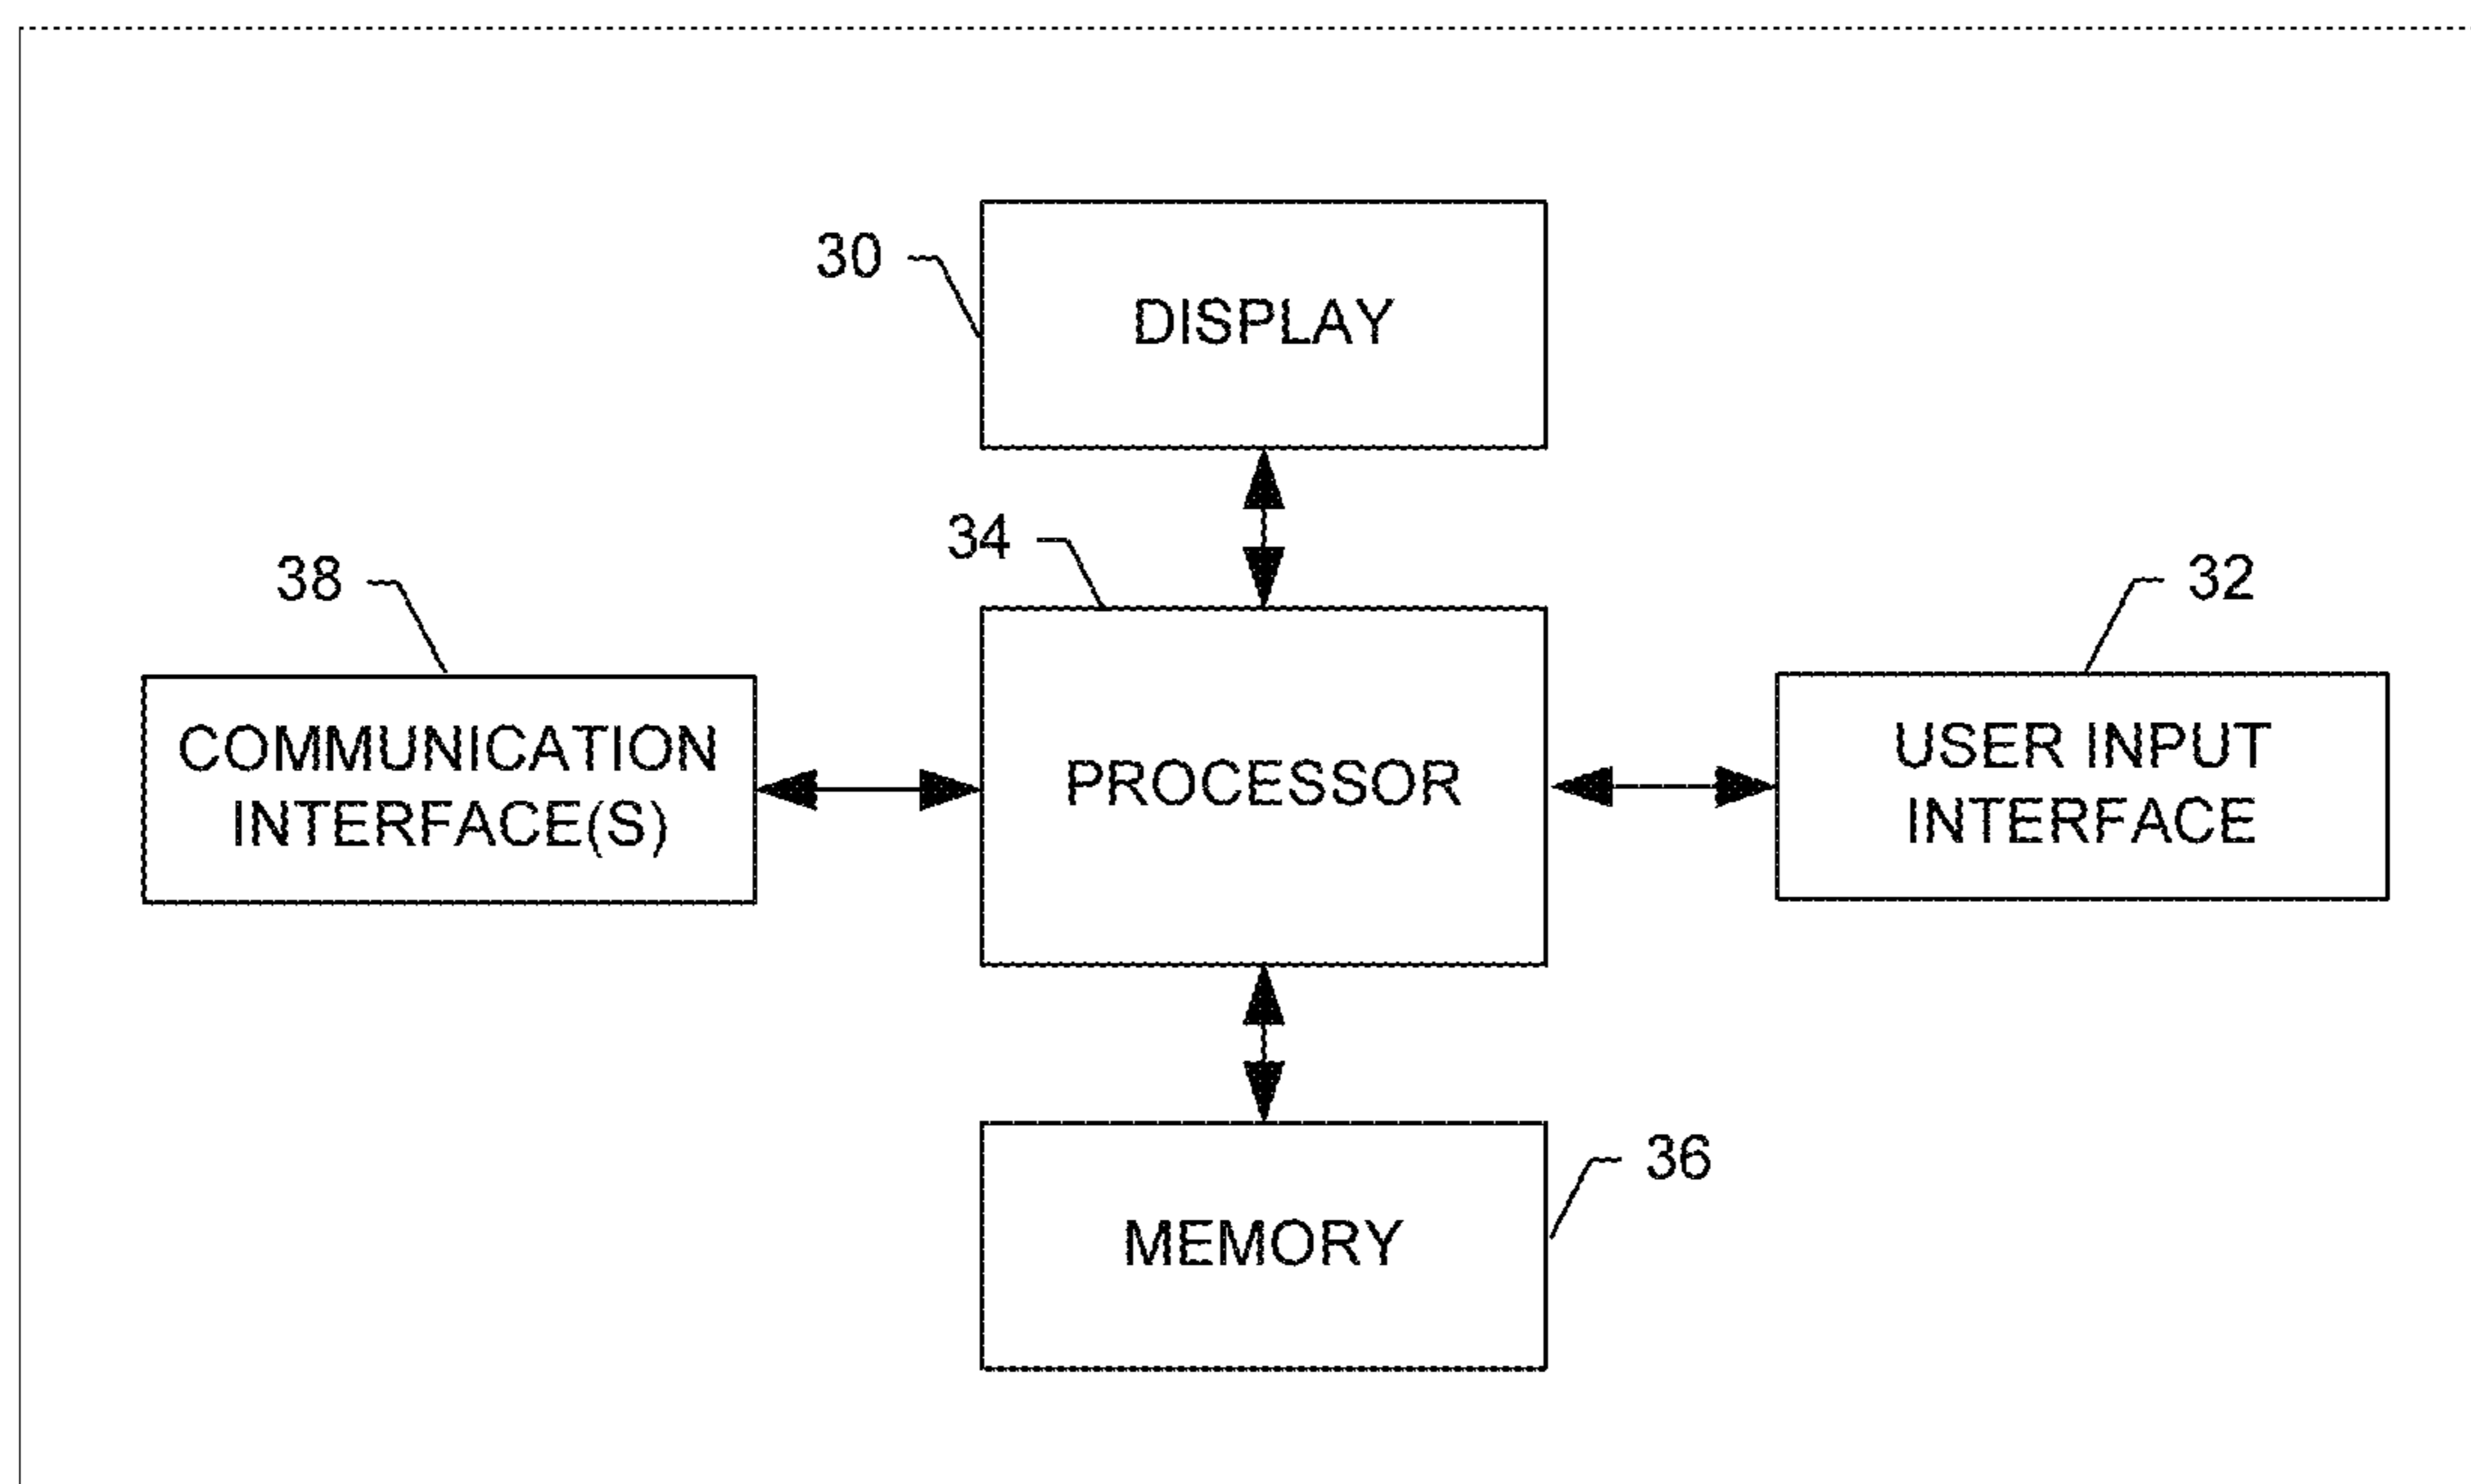 30
DISPLAY
34
38
32
COMMUNICATION
INTERFACE(S)
PROCESSOR
USER INPUT
INTERFACE
36
MEMORY